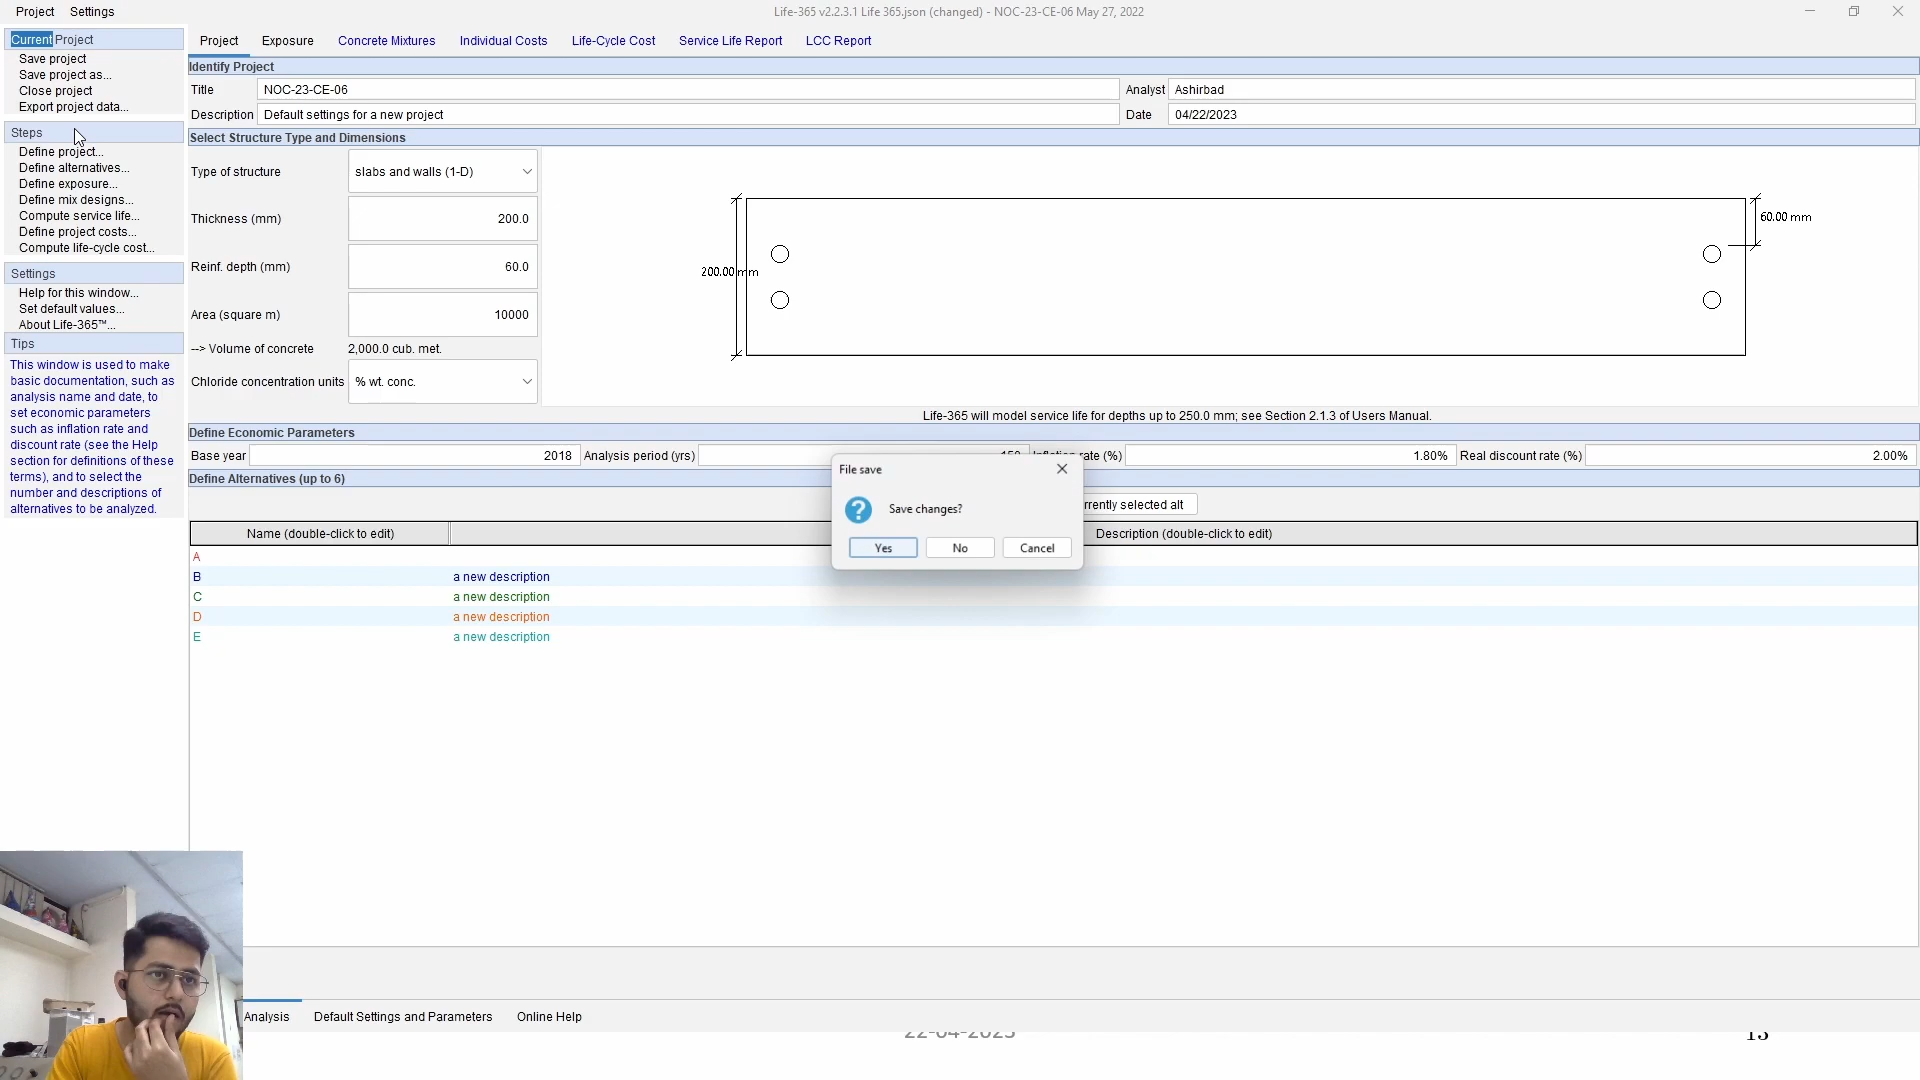 Project Settings
Life-365 v2.2.3.1 Life 365.json (changed) - NOC-23-CE-06 May 27, 2022
Current Project
Save project
Save project as...
Close project
Export project data...
Steps
Define project...
Define alternatives...
Define exposure...
Define mix designs...
Compute service life...
Define project costs...
Compute life-cycle cost...
Settings
Help for this window...
Set default values...
About Life-365™...
Tips
This window is used to make
basic documentation, such as
analysis name and date, to
set economic parameters
such as inflation rate and
discount rate (see the Help
section for definitions of these
terms), and to select the
number and descriptions of
alternatives to be analyzed.
Project Exposure Concrete Mixtures Individual Costs Life-Cycle Cost Service Life Report LCC Report
Identify Project
Title NOC-23-CE-06 Analyst Ashirbad
Description Default settings for a new project Date 04/22/2023
Select Structure Type and Dimensions
Type of structure slabs and walls (1-D)
Thickness (mm) 200.0
Reinf. depth (mm) 60.0
Area (square m) 10000
--> Volume of concrete 2,000.0 cub. met.
Chloride concentration units % wt. conc.
200.00 mm
60.00 mm
Life-365 will model service life for depths up to 250.0 mm; see Section 2.1.3 of Users Manual.
Define Economic Parameters
Base year 2018 Analysis period (yrs) rate (%) 1.80% Real discount rate (%) 2.00%
Define Alternatives (up to 6)
selected alt
File save
Save changes?
Yes No Cancel
Name (double-click to edit) Description (double-click to edit)
A
B a new description
C a new description
D a new description
E a new description
Analysis Default Settings and Parameters Online Help
22-04-2023
13